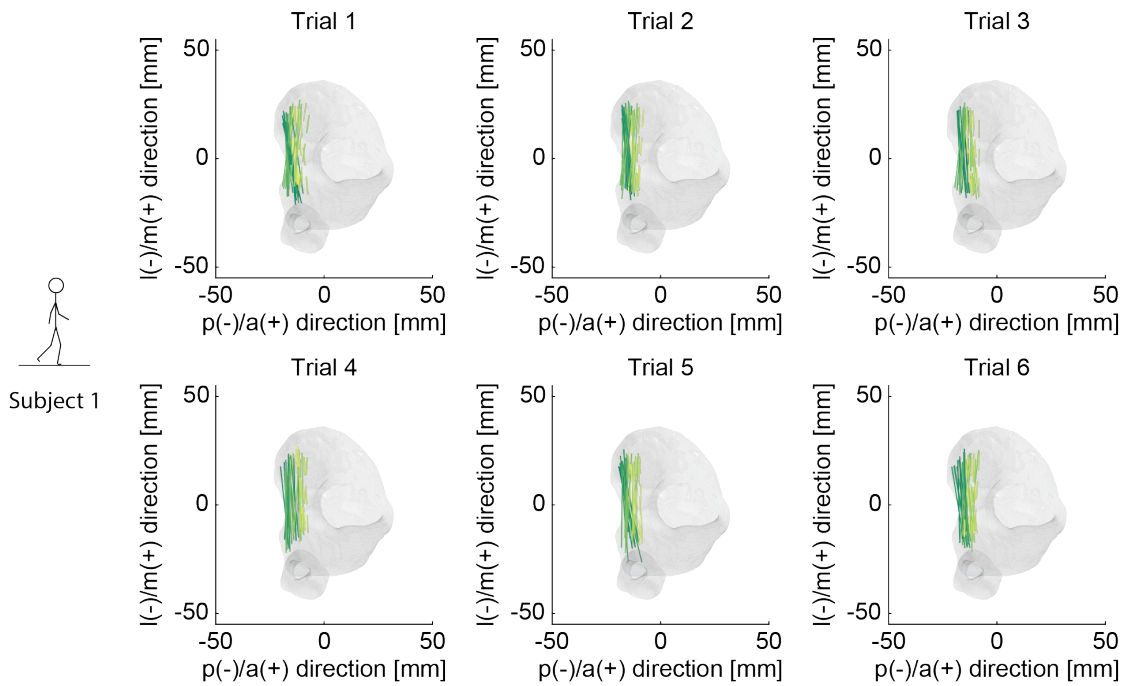 Trial 1
Trial 2
Trial 3
l(-)/m(+) direction [mm]
50
0
-50
-50
0
50
p(-)/a(+) direction [mm]
l(-)/m(+) direction [mm]
50
0
-50
-50
0
50
p(-)/a(+) direction [mm]
l(-)/m(+) direction [mm]
50
0
-50
-50
0
50
p(-)/a(+) direction [mm]
Subject 1
Trial 4
Trial 5
Trial 6
l(-)/m(+) direction [mm]
50
0
-50
-50
0
50
p(-)/a(+) direction [mm]
l(-)/m(+) direction [mm]
50
0
-50
-50
0
50
p(-)/a(+) direction [mm]
l(-)/m(+) direction [mm]
50
0
-50
-50
0
50
p(-)/a(+) direction [mm]